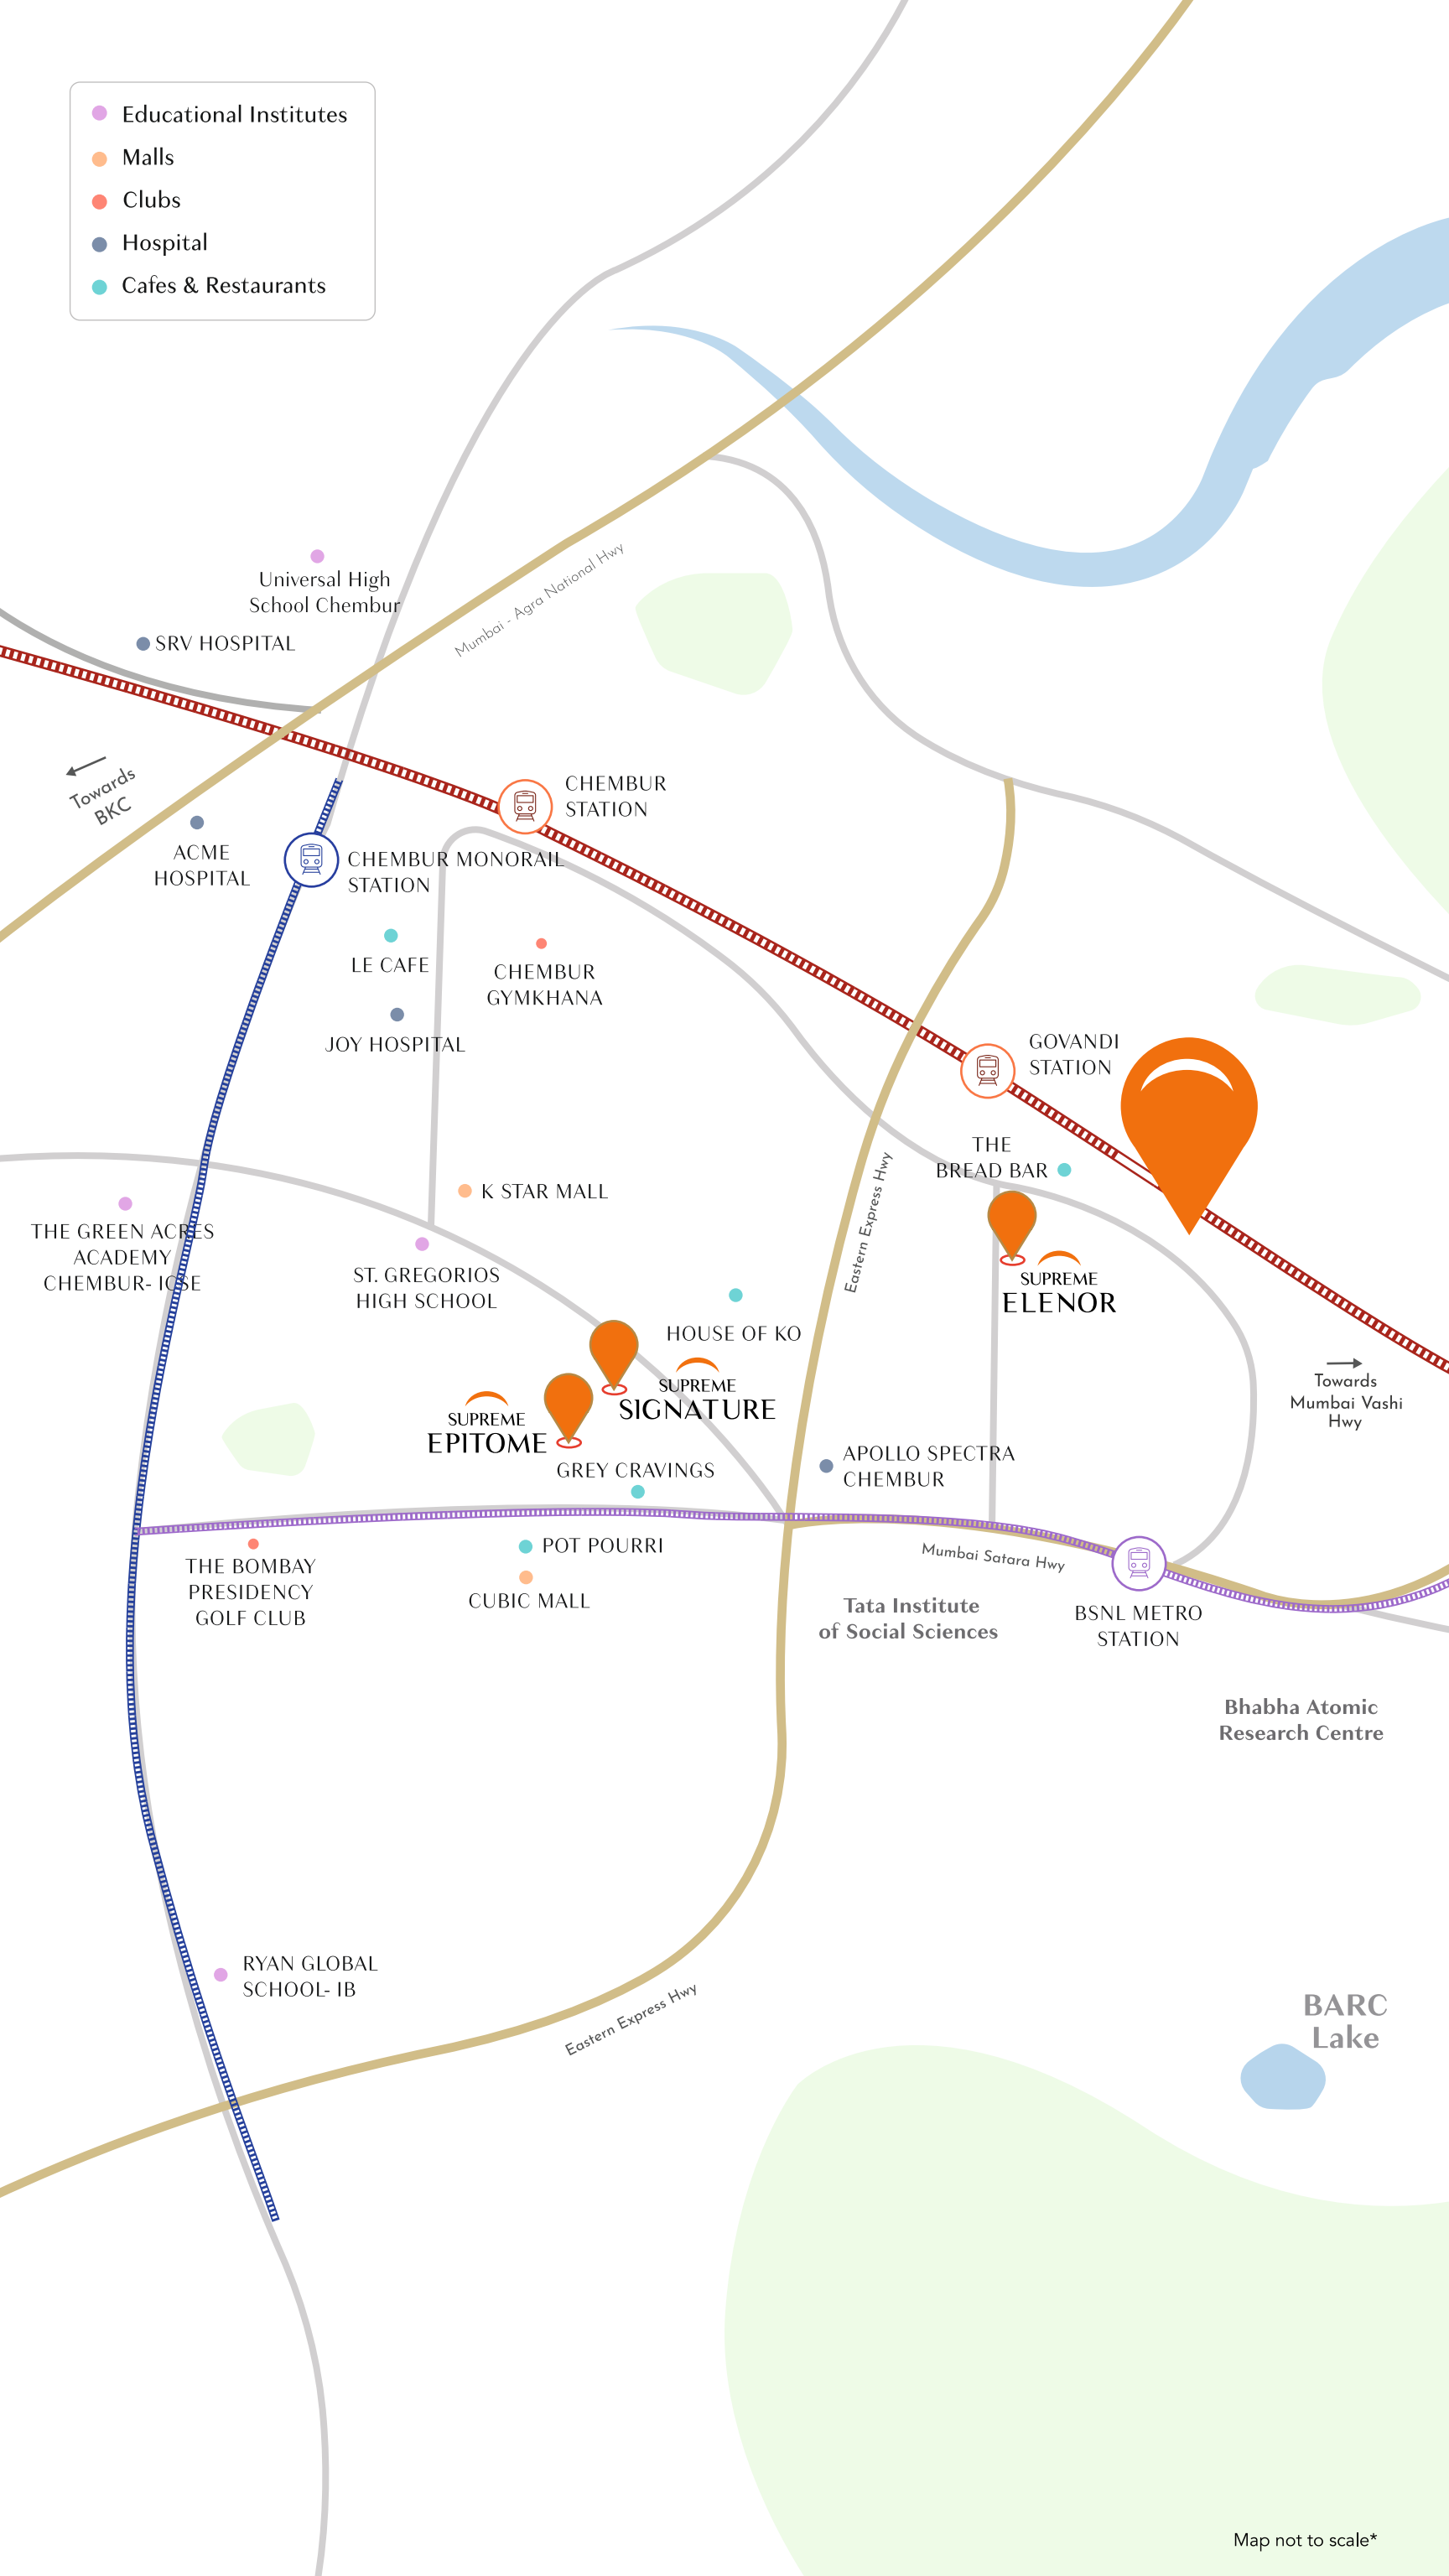 Educational Institutes
Malls
Clubs
Hospital
Cafes & Restaurants
Mumbai - Agra National Hwy
Universal High
School Chembur
SRV HOSPITAL
Towards
BKC
CHEMBUR
STATION
ACME
HOSPITAL
CHEMBUR MONORAIL
STATION
LE CAFE
CHEMBUR
GYMKHANA
JOY HOSPITAL
GOVANDI
STATION
THE
BREAD BAR
K STAR MALL
Eastern Express Hwy
THE GREEN ACRES
ACADEMY
CHEMBUR- ICSE
ST. GREGORIOS
HIGH SCHOOL
SUPREME
ELENOR
HOUSE OF KO
SUPREME
SIGNATURE
SUPREME
EPITOME
Towards
Mumbai Vashi
Hwy
GREY CRAVINGS
APOLLO SPECTRA
CHEMBUR
POT POURRI
Mumbai Satara Hwy
THE BOMBAY
PRESIDENCY
GOLF CLUB
CUBIC MALL
Tata Institute
of Social Sciences
BSNL METRO
STATION
Bhabha Atomic
Research Centre
RYAN GLOBAL
SCHOOL- IB
Eastern Express Hwy
BARC
Lake
Map not to scale*